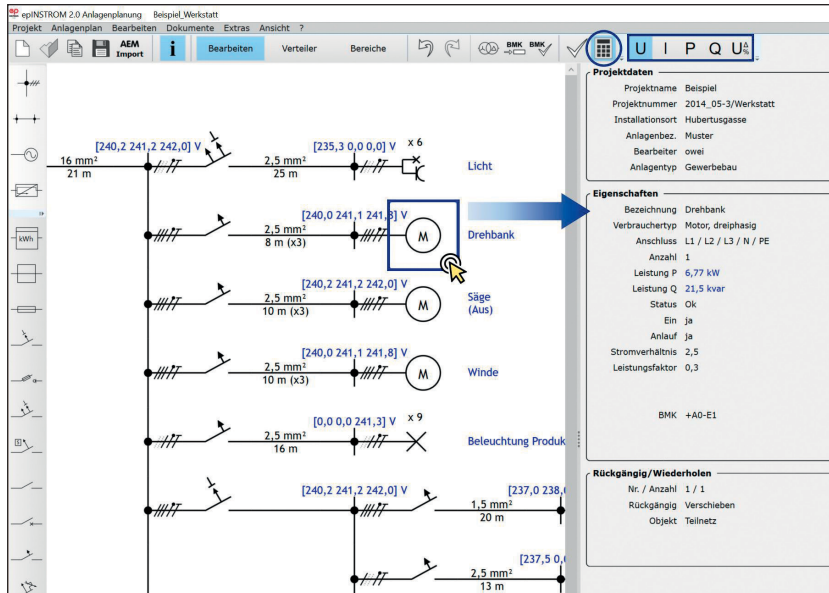 ep epINSTROM 2.0 Anlagenplanung Beispiel_Werkstatt
Projekt Anlagenplan Bearbeiten Dokumente Extras Ansicht ?
AEM Import
i
Bearbeiten Verteiler Bereiche
BMK BMK
U I P Q U%
kWh
S
16 mm²
21 m
[240,2 241,2 242,0] V
2,5 mm²
25 m
[235,3 0,0 0,0] V
x 6
Licht
2,5 mm²
8 m (x3)
[240,0 241,1 241,8] V
M
Drehbank
2,5 mm²
10 m (x3)
[240,2 241,2 242,0] V
M
Säge
(Aus)
2,5 mm²
10 m (x3)
[240,0 241,1 241,8] V
M
Winde
2,5 mm²
16 m
[0,0 0,0 241,3] V
x 9
Beleuchtung Produk
[240,2 241,2 242,0] V
1,5 mm²
20 m
[237,0 238,
2,5 mm²
13 m
[237,5 0,
Projektdaten
Projektname Beispiel
Projektnummer 2014_05-3/Werkstatt
Installationsort Hubertusgasse
Anlagenbez. Muster
Bearbeiter owei
Anlagentyp Gewerbebau
Eigenschaften
Bezeichnung Drehbank
Verbrauchertyp Motor, dreiphasig
Anschluss L1 / L2 / L3 / N / PE
Anzahl 1
Leistung P 6,77 kW
Leistung Q 21,5 kvar
Status Ok
Ein ja
Anlauf ja
Stromverhältnis 2,5
Leistungsfaktor 0,3
BMK +A0-E1
Rückgängig/Wiederholen
Nr. / Anzahl 1 / 1
Rückgängig Verschieben
Objekt Teilnetz